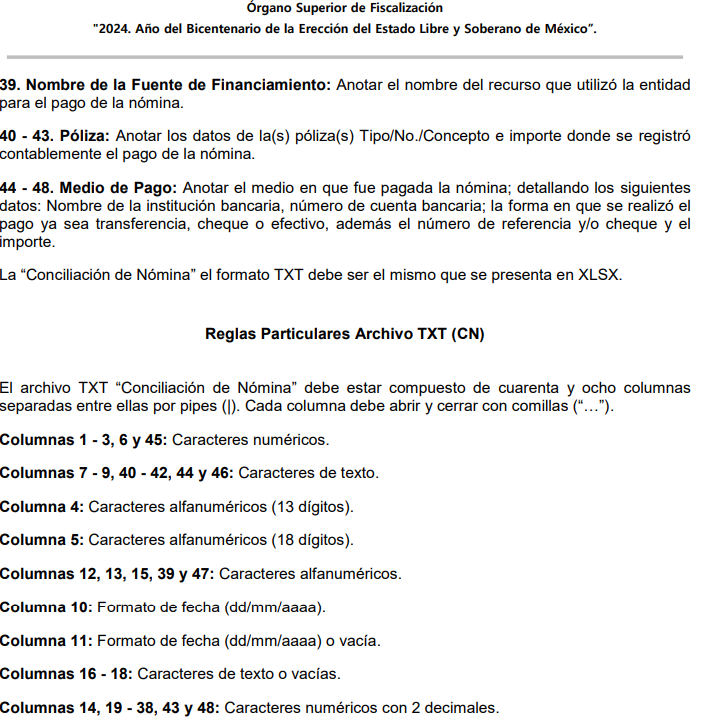 Órgano Superior de Fiscalización
"2024. Año del Bicentenario de la Erección del Estado Libre y Soberano de México”.
39. Nombre de la Fuente de Financiamiento: Anotar el nombre del recurso que utilizó la entidad
para el pago de la nómina.
40 - 43. Póliza: Anotar los datos de la(s) póliza(s) Tipo/No./Concepto e importe donde se registró
contablemente el pago de la nómina.
44 - 48. Medio de Pago: Anotar el medio en que fue pagada la nómina; detallando los siguientes
datos: Nombre de la institución bancaria, número de cuenta bancaria; la forma en que se realizó el
pago ya sea transferencia, cheque o efectivo, además el número de referencia y/o cheque y el
importe.
La “Conciliación de Nómina” el formato TXT debe ser el mismo que se presenta en XLSX.
Reglas Particulares Archivo TXT (CN)
El archivo TXT “Conciliación de Nómina” debe estar compuesto de cuarenta y ocho columnas
separadas entre ellas por pipes (|). Cada columna debe abrir y cerrar con comillas (“…”).
Columnas 1 - 3, 6 y 45: Caracteres numéricos.
Columnas 7 - 9, 40 - 42, 44 y 46: Caracteres de texto.
Columna 4: Caracteres alfanuméricos (13 dígitos).
Columna 5: Caracteres alfanuméricos (18 dígitos).
Columnas 12, 13, 15, 39 y 47: Caracteres alfanuméricos.
Columna 10: Formato de fecha (dd/mm/aaaa).
Columna 11: Formato de fecha (dd/mm/aaaa) o vacía.
Columnas 16 - 18: Caracteres de texto o vacías.
Columnas 14, 19 - 38, 43 y 48: Caracteres numéricos con 2 decimales.